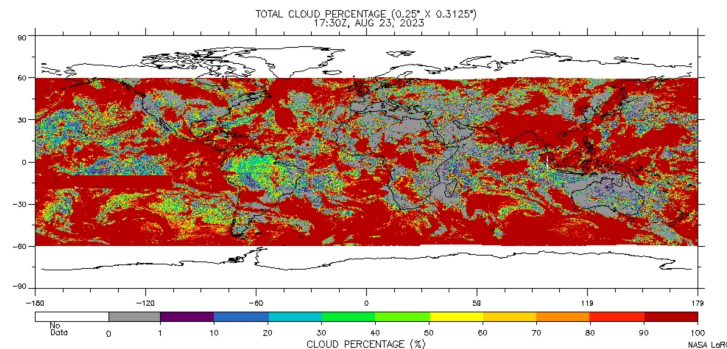 TOTAL CLOUD PERCENTAGE (0.25° X 0.3125°)
17:30Z, AUG 23, 2023
90
60
30
0
-30
-60
-90
-180 -120 -60 0 59 119 179
No Data 0 1 10 20 30 40 50 60 70 80 90 100
CLOUD PERCENTAGE (%)
NASA LaR